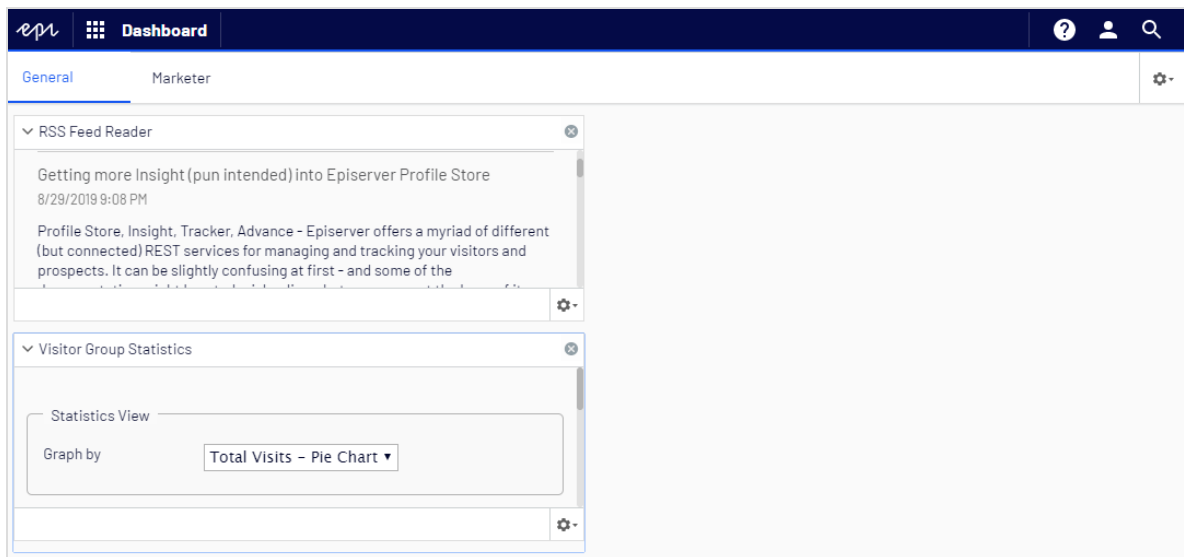 epi Dashboard
General Marketer
RSS Feed Reader
Getting more Insight (pun intended) into Episerver Profile Store
8/29/2019 9:08 PM
Profile Store, Insight, Tracker, Advance - Episerver offers a myriad of different
(but connected) REST services for managing and tracking your visitors and
prospects. It can be slightly confusing at first - and some of the
Visitor Group Statistics
Statistics View
Graph by Total Visits - Pie Chart